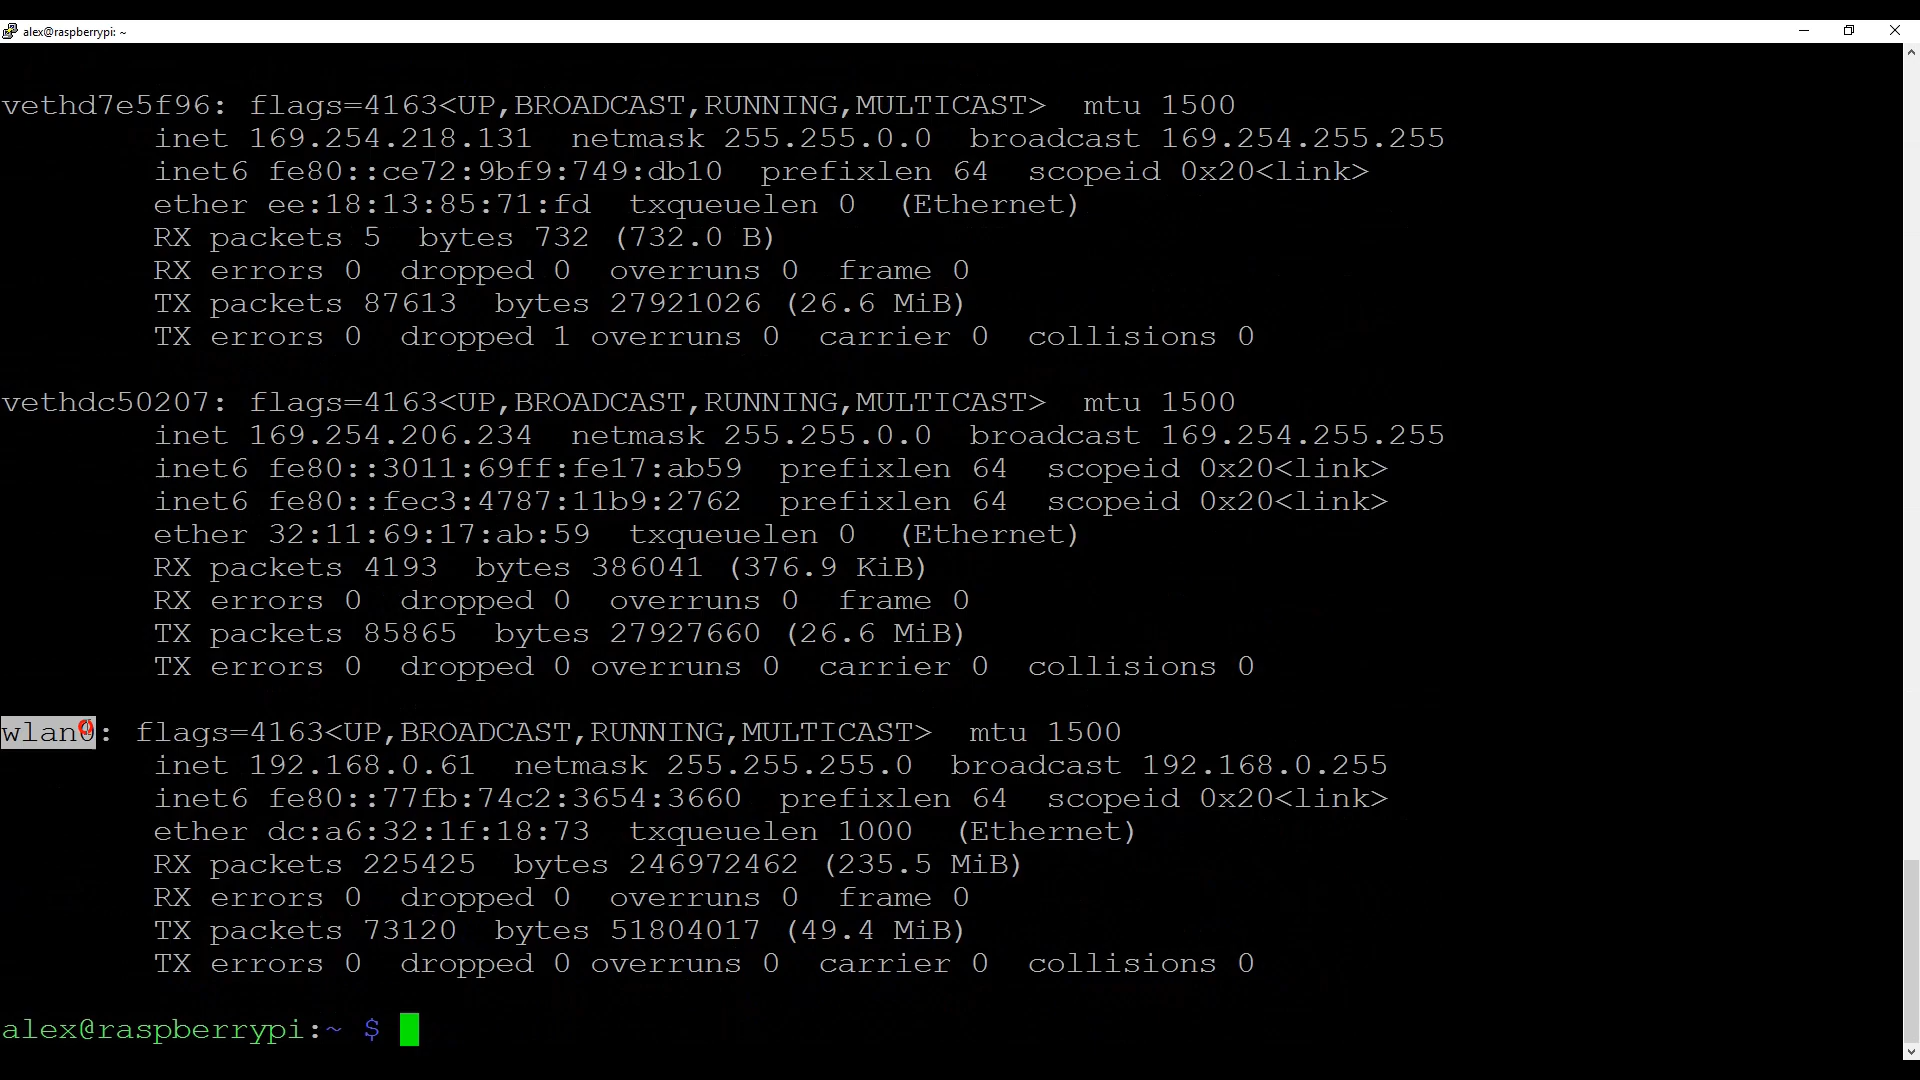 alex@raspberrypi: ~
vethd7e5f96: flags=4163<UP,BROADCAST,RUNNING,MULTICAST>  mtu 1500
        inet 169.254.218.131  netmask 255.255.0.0  broadcast 169.254.255.255
        inet6 fe80::ce72:9bf9:749:db10  prefixlen 64  scopeid 0x20<link>
        ether ee:18:13:85:71:fd  txqueuelen 0  (Ethernet)
        RX packets 5  bytes 732 (732.0 B)
        RX errors 0  dropped 0  overruns 0  frame 0
        TX packets 87613  bytes 27921026 (26.6 MiB)
        TX errors 0  dropped 1 overruns 0  carrier 0  collisions 0
vethdc50207: flags=4163<UP,BROADCAST,RUNNING,MULTICAST>  mtu 1500
        inet 169.254.206.234  netmask 255.255.0.0  broadcast 169.254.255.255
        inet6 fe80::3011:69ff:fe17:ab59  prefixlen 64  scopeid 0x20<link>
        inet6 fe80::fec3:4787:11b9:2762  prefixlen 64  scopeid 0x20<link>
        ether 32:11:69:17:ab:59  txqueuelen 0  (Ethernet)
        RX packets 4193  bytes 386041 (376.9 KiB)
        RX errors 0  dropped 0  overruns 0  frame 0
        TX packets 85865  bytes 27927660 (26.6 MiB)
        TX errors 0  dropped 0 overruns 0  carrier 0  collisions 0
wlan0: flags=4163<UP,BROADCAST,RUNNING,MULTICAST>  mtu 1500
        inet 192.168.0.61  netmask 255.255.255.0  broadcast 192.168.0.255
        inet6 fe80::77fb:74c2:3654:3660  prefixlen 64  scopeid 0x20<link>
        ether dc:a6:32:1f:18:73  txqueuelen 1000  (Ethernet)
        RX packets 225425  bytes 246972462 (235.5 MiB)
        RX errors 0  dropped 0  overruns 0  frame 0
        TX packets 73120  bytes 51804017 (49.4 MiB)
        TX errors 0  dropped 0 overruns 0  carrier 0  collisions 0
alex@raspberrypi:~ $